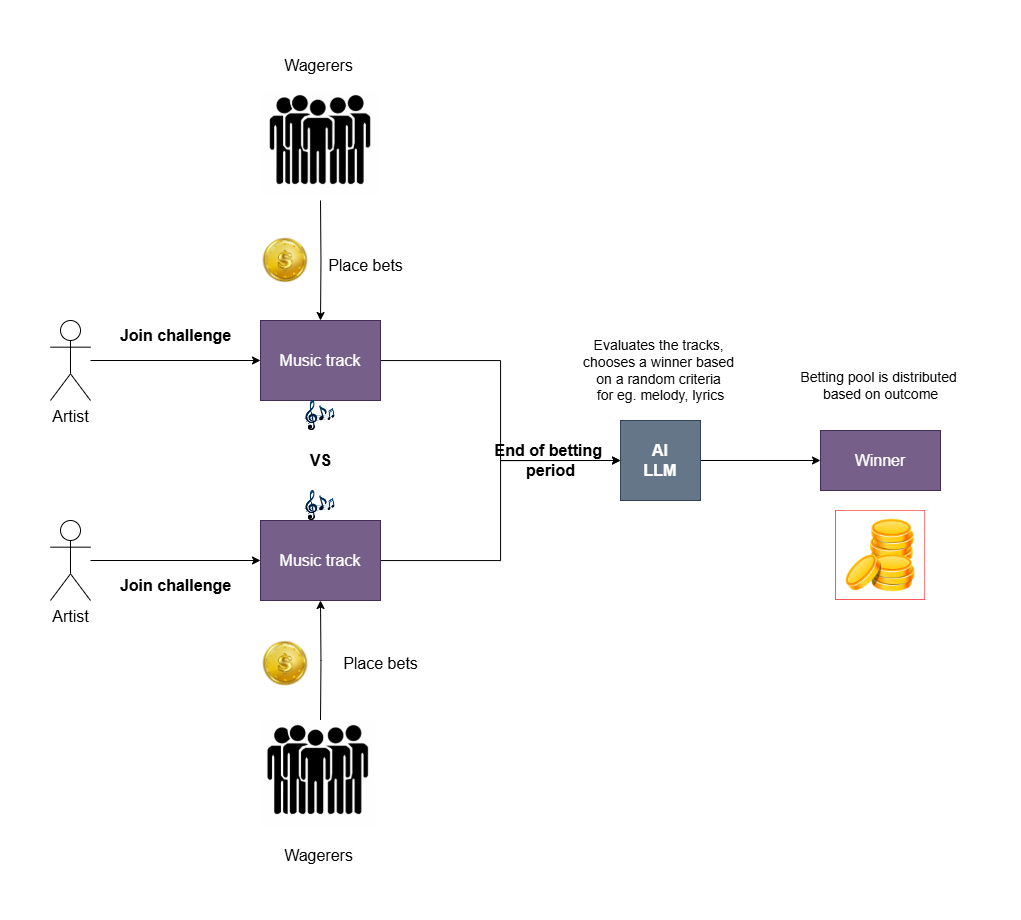 Wagerers
$
Place bets
Join challenge
Music track
Artist
VS
Evaluates the tracks,
chooses a winner based
on a random criteria
for eg. melody, lyrics
Betting pool is distributed
based on outcome
End of betting
period
AI
LLM
Winner
Music track
Join challenge
Artist
$
Place bets
Wagerers